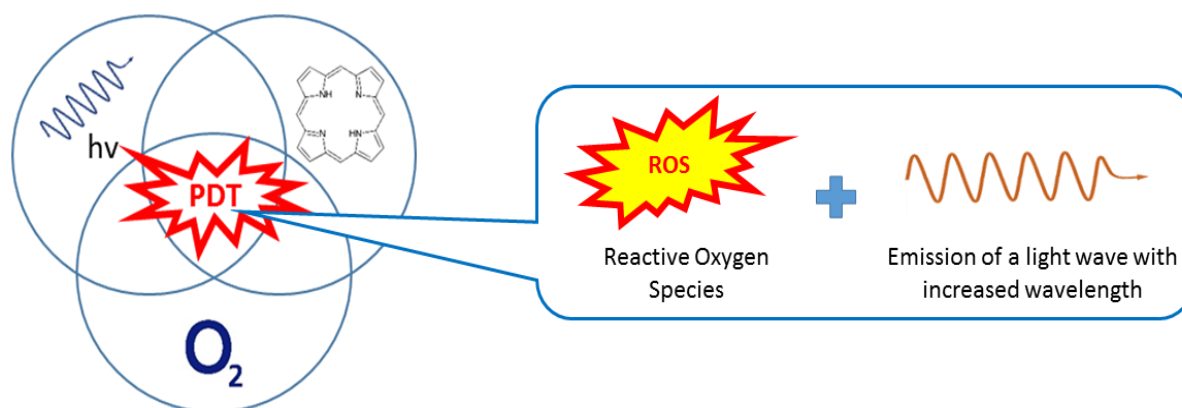 hv
NH
N
N
HN
PDT
O₂
ROS
Reactive Oxygen
Species
Emission of a light wave with
increased wavelength